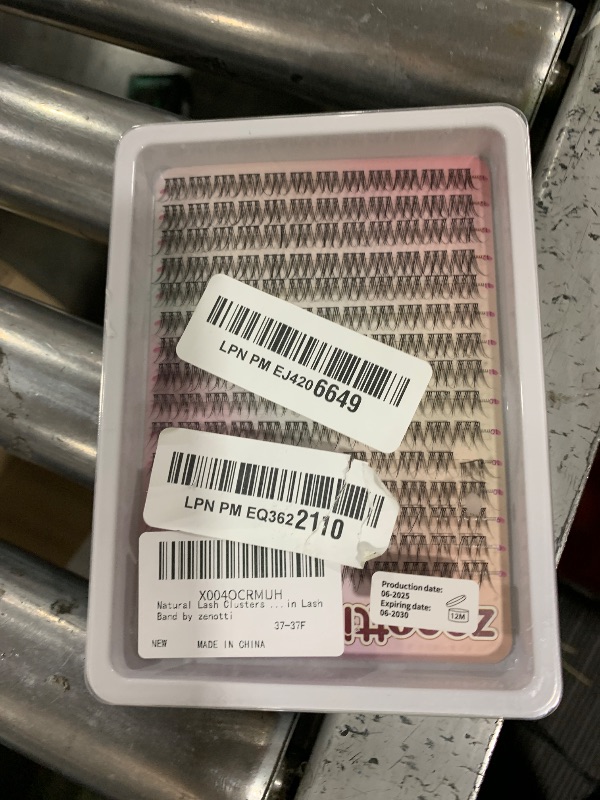 LPN PM EJ4206649
LPN PM EQ3622110
X004OCRMUH
Natural Lash Clusters ... in Lash
Band by zenotti
37-37F
NEW MADE IN CHINA
Production date:
06-2025
Expiring date:
06-2030
12M